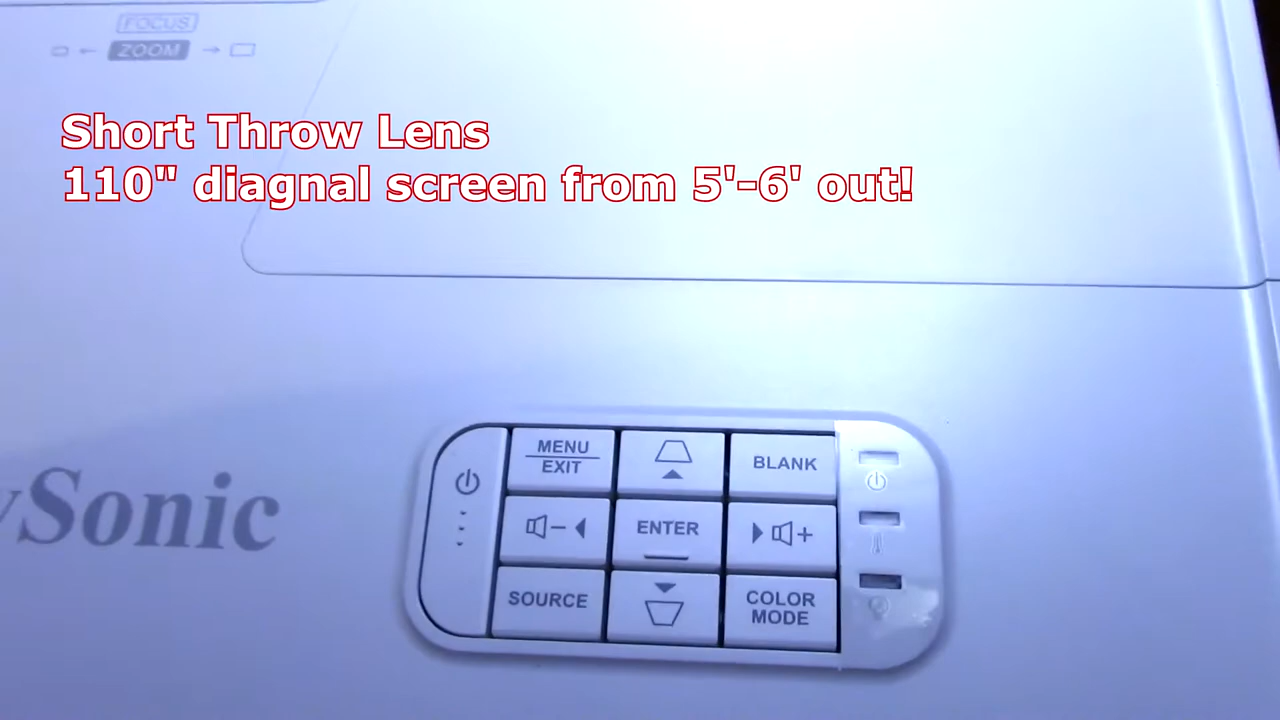 FOCUS
ZOOM
Short Throw Lens
110" diagnal screen from 5'-6' out!
ySonic
MENU
EXIT
BLANK
ENTER
SOURCE
COLOR
MODE